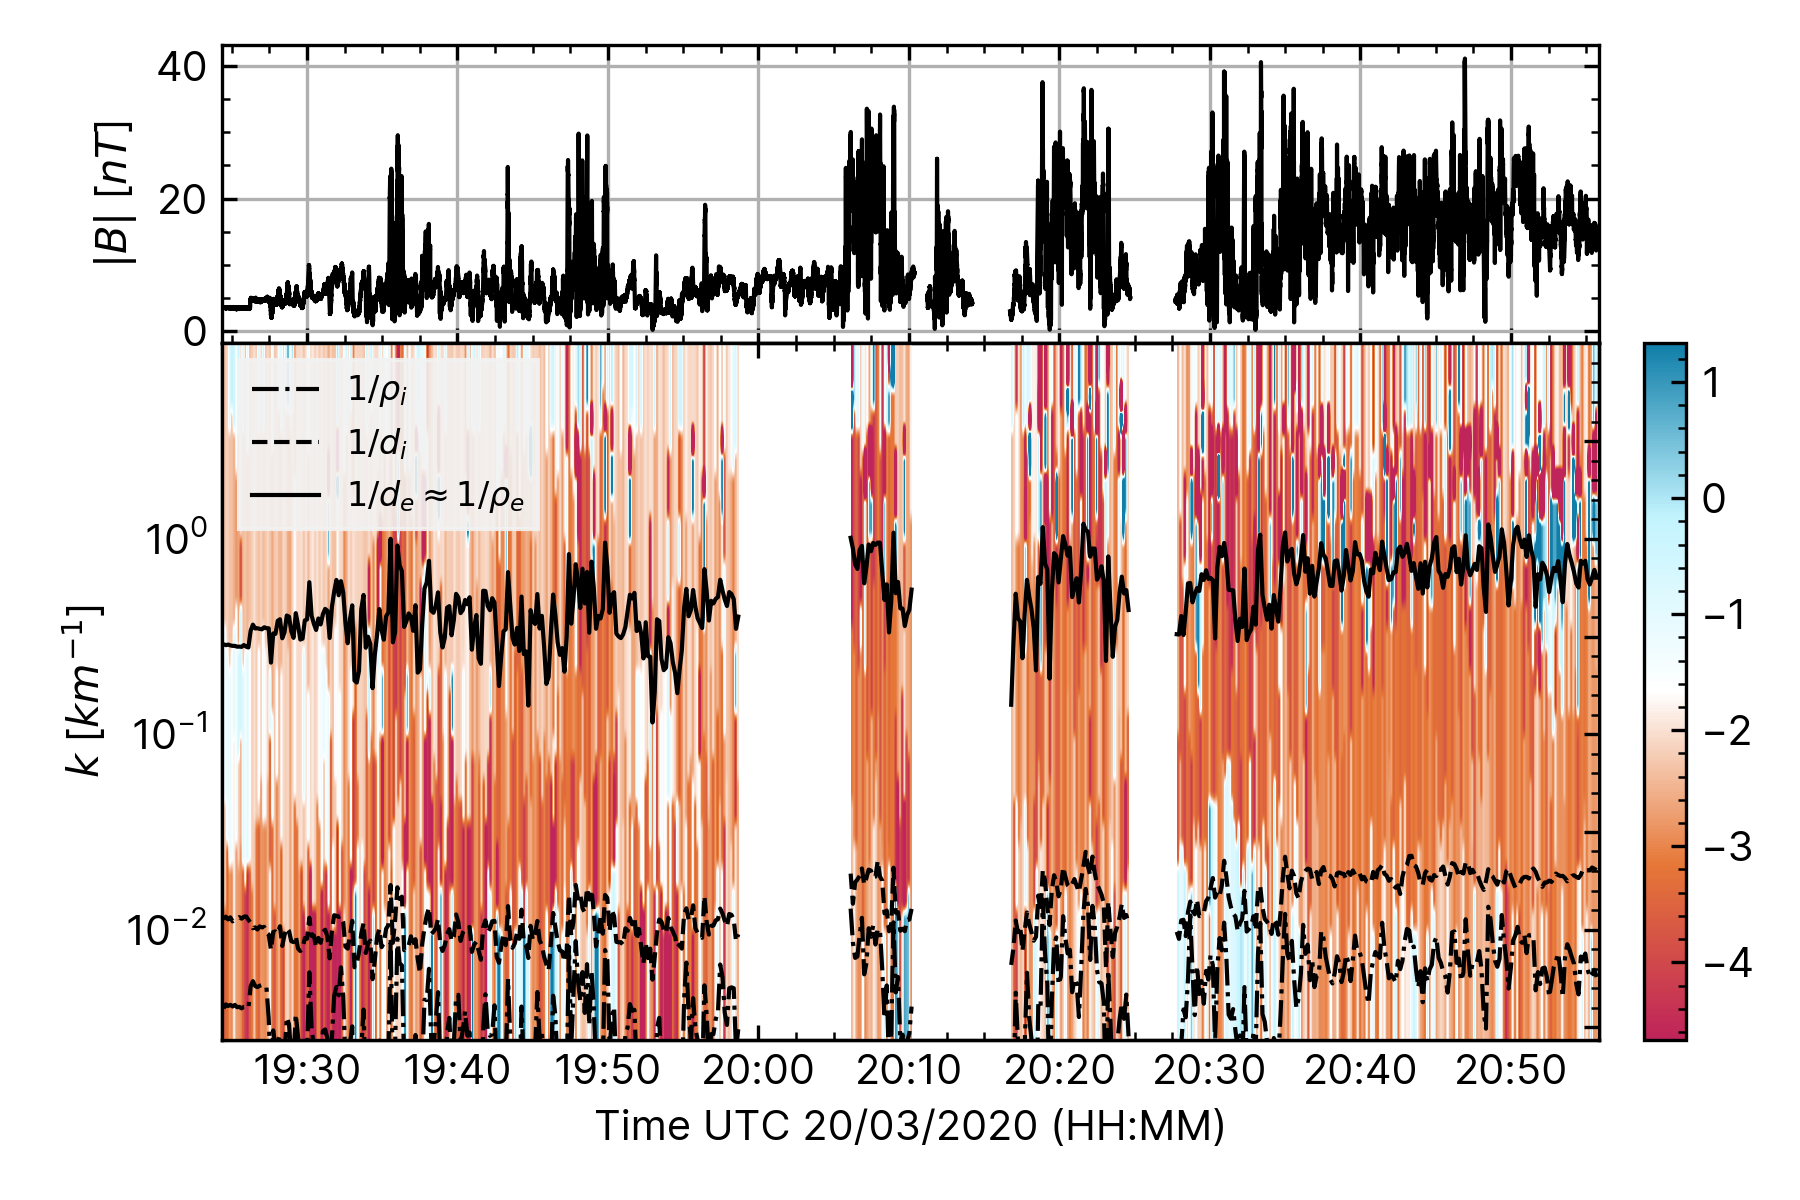 40
20
0
|B| [nT]
1/ρᵢ
1/dᵢ
1/dₑ ≈ 1/ρₑ
10⁰
10⁻¹
10⁻²
k [km⁻¹]
1
0
−1
−2
−3
−4
19:30 19:40 19:50 20:00 20:10 20:20 20:30 20:40 20:50
Time UTC 20/03/2020 (HH:MM)